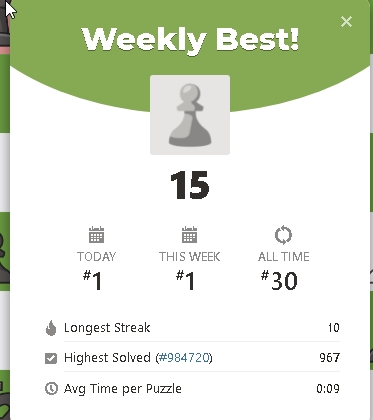 Weekly Best!
15
TODAY THIS WEEK ALL TIME
#1 #1 #30
Longest Streak 10
Highest Solved (#984720) 967
Avg Time per Puzzle 0:09